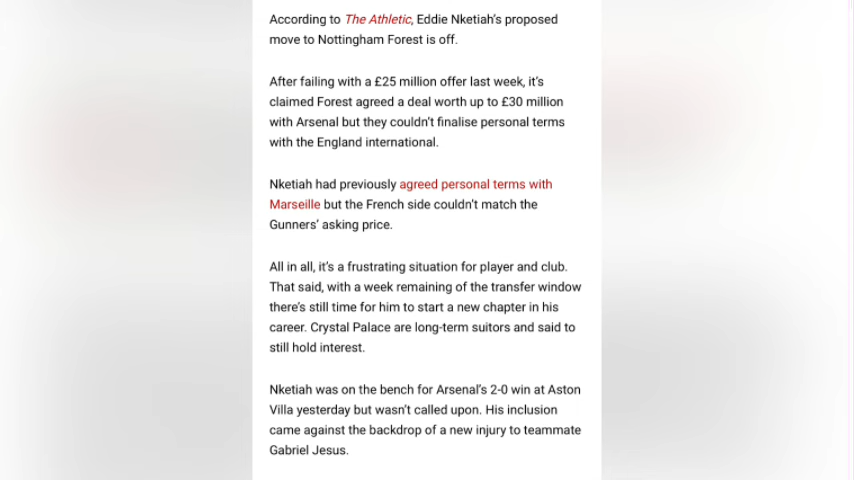 According to The Athletic, Eddie Nketiah's proposed
move to Nottingham Forest is off.
After failing with a £25 million offer last week, it's
claimed Forest agreed a deal worth up to £30 million
with Arsenal but they couldn't finalise personal terms
with the England international.
Nketiah had previously agreed personal terms with
Marseille but the French side couldn't match the
Gunners' asking price.
All in all, it's a frustrating situation for player and club.
That said, with a week remaining of the transfer window
there's still time for him to start a new chapter in his
career. Crystal Palace are long-term suitors and said to
still hold interest.
Nketiah was on the bench for Arsenal's 2-0 win at Aston
Villa yesterday but wasn't called upon. His inclusion
came against the backdrop of a new injury to teammate
Gabriel Jesus.